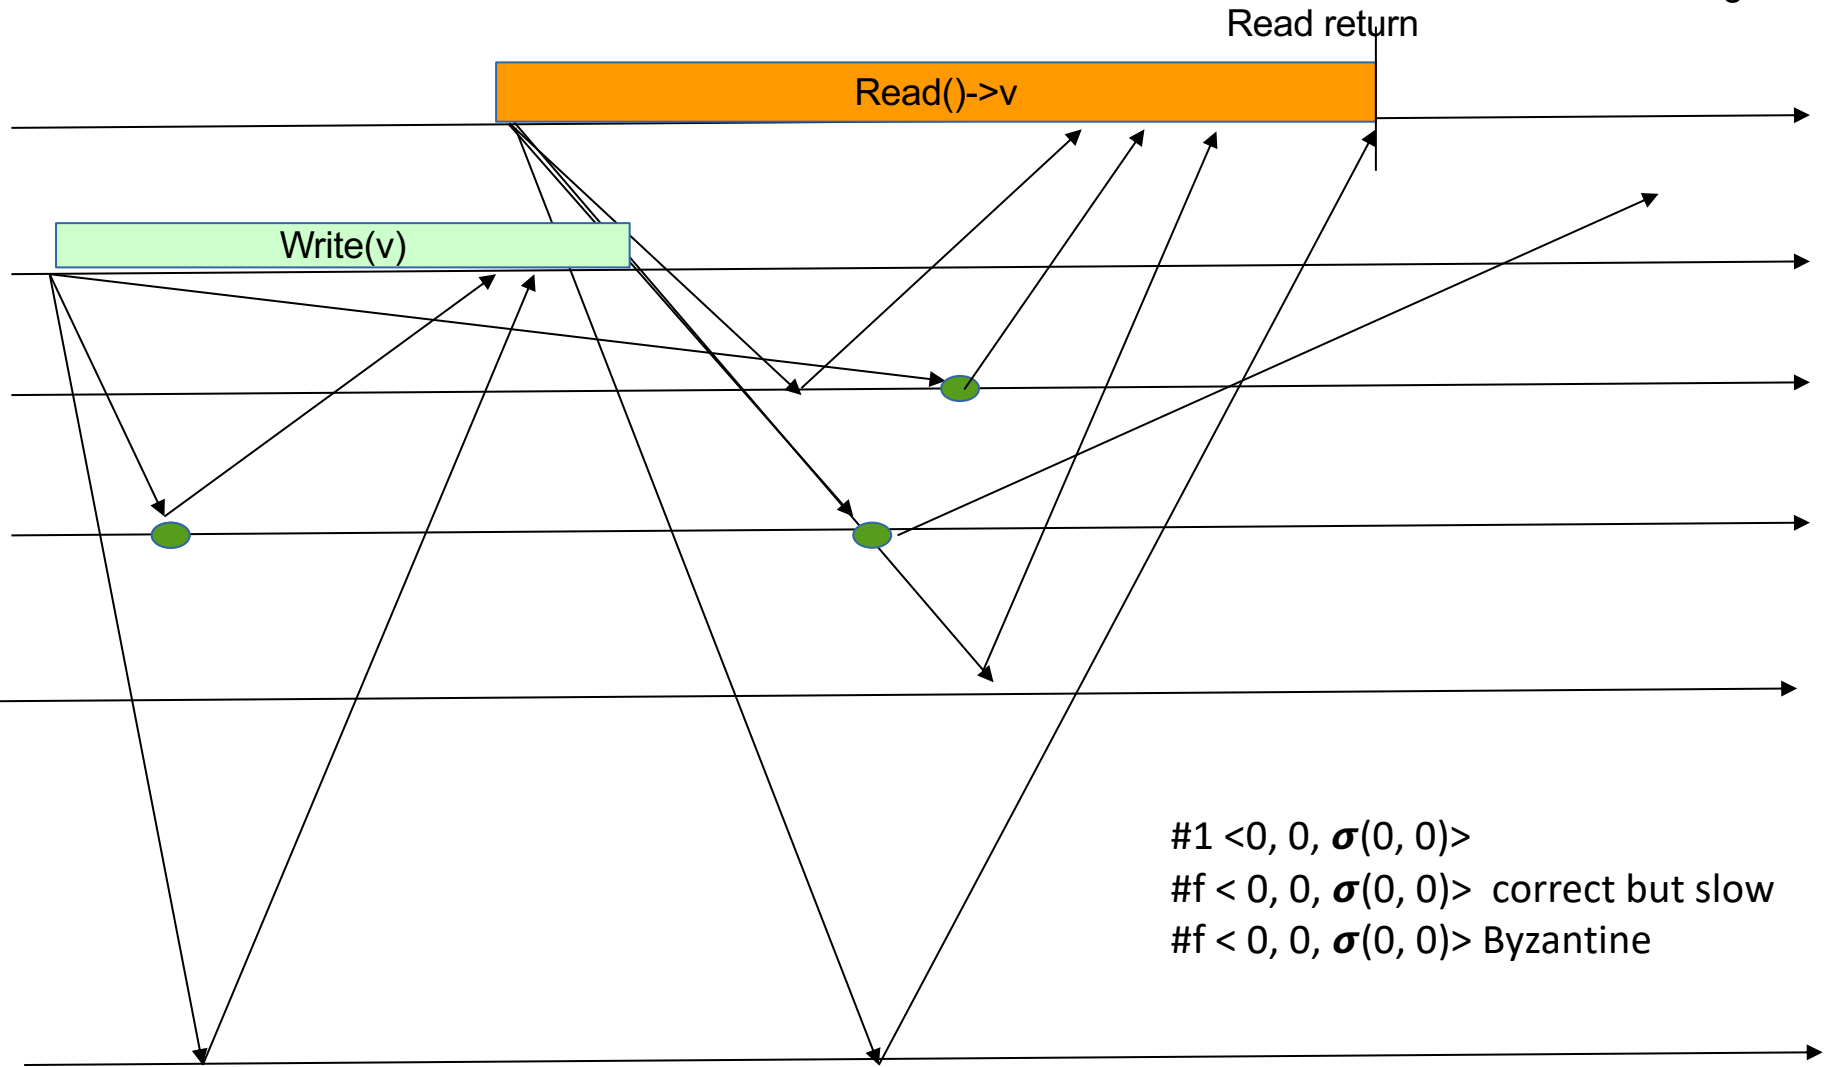 Read return
Read()->v
Write(v)
#1 <0, 0, σ(0, 0)>
#f < 0, 0, σ(0, 0)> correct but slow
#f < 0, 0, σ(0, 0)> Byzantine